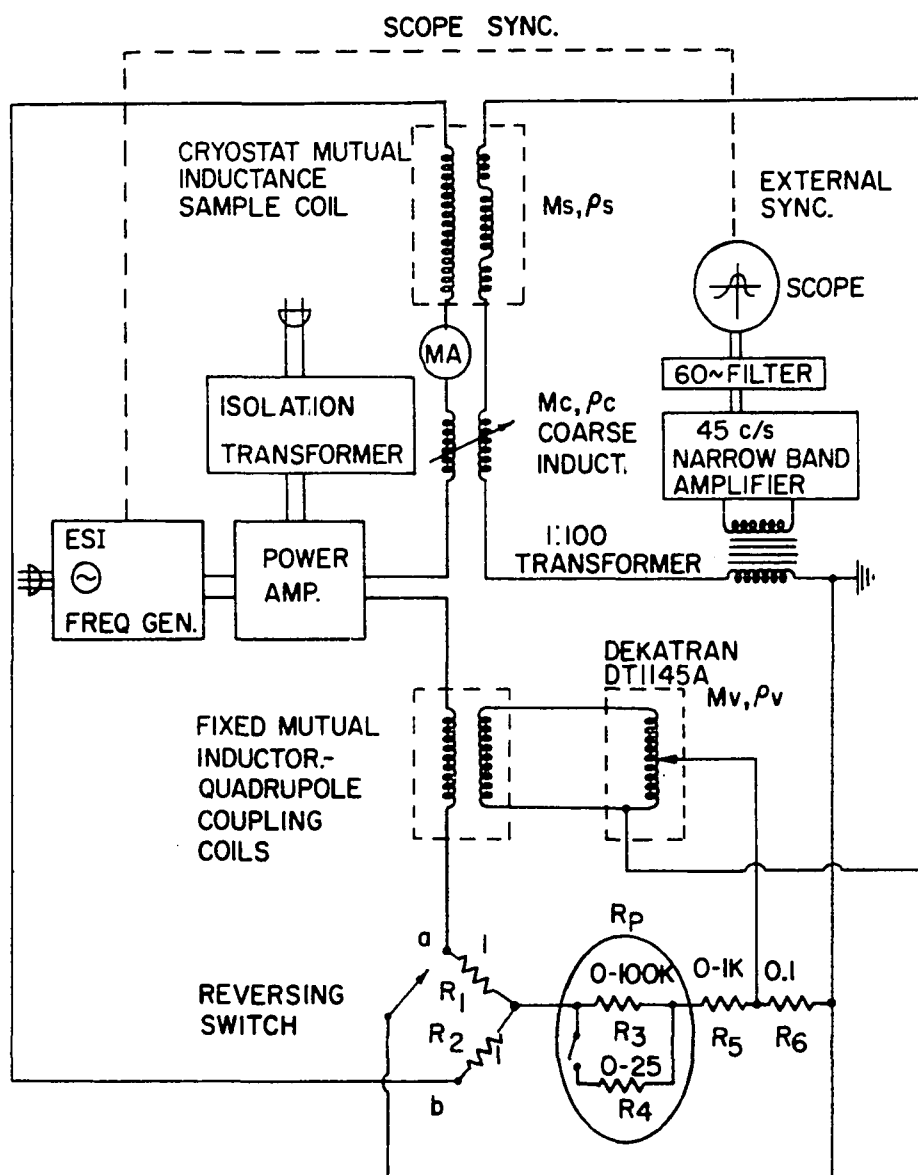 SCOPE SYNC.
CRYOSTAT MUTUAL
INDUCTANCE
SAMPLE COIL
Ms, ρs
EXTERNAL
SYNC.
SCOPE
MA
60~FILTER
ISOLATION
TRANSFORMER
Mc, ρc
COARSE
INDUCT.
45 c/s
NARROW BAND
AMPLIFIER
ESI
FREQ GEN.
POWER
AMP.
1:100
TRANSFORMER
DEKATRAN
DT1145A
Mv, ρv
FIXED MUTUAL
INDUCTOR.-
QUADRUPOLE
COUPLING
COILS
a
1
R1
REVERSING
SWITCH
R2
1
b
RP
0-100K
R3
0-25
R4
0-1K
R5
0.1
R6